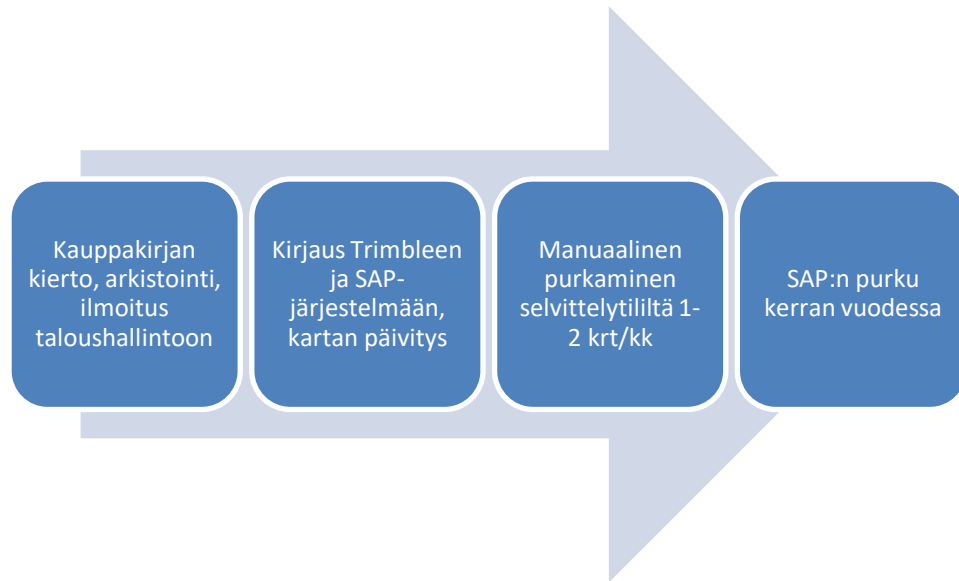 Kauppakirjan
kierto, arkistointi,
ilmoitus
taloushallintoon
Kirjaus Trimbleen
ja SAP-
järjestelmään,
kartan päivitys
Manuaalinen
purkaminen
selvittelytililtä 1-
2 krt/kk
SAP:n purku
kerran vuodessa